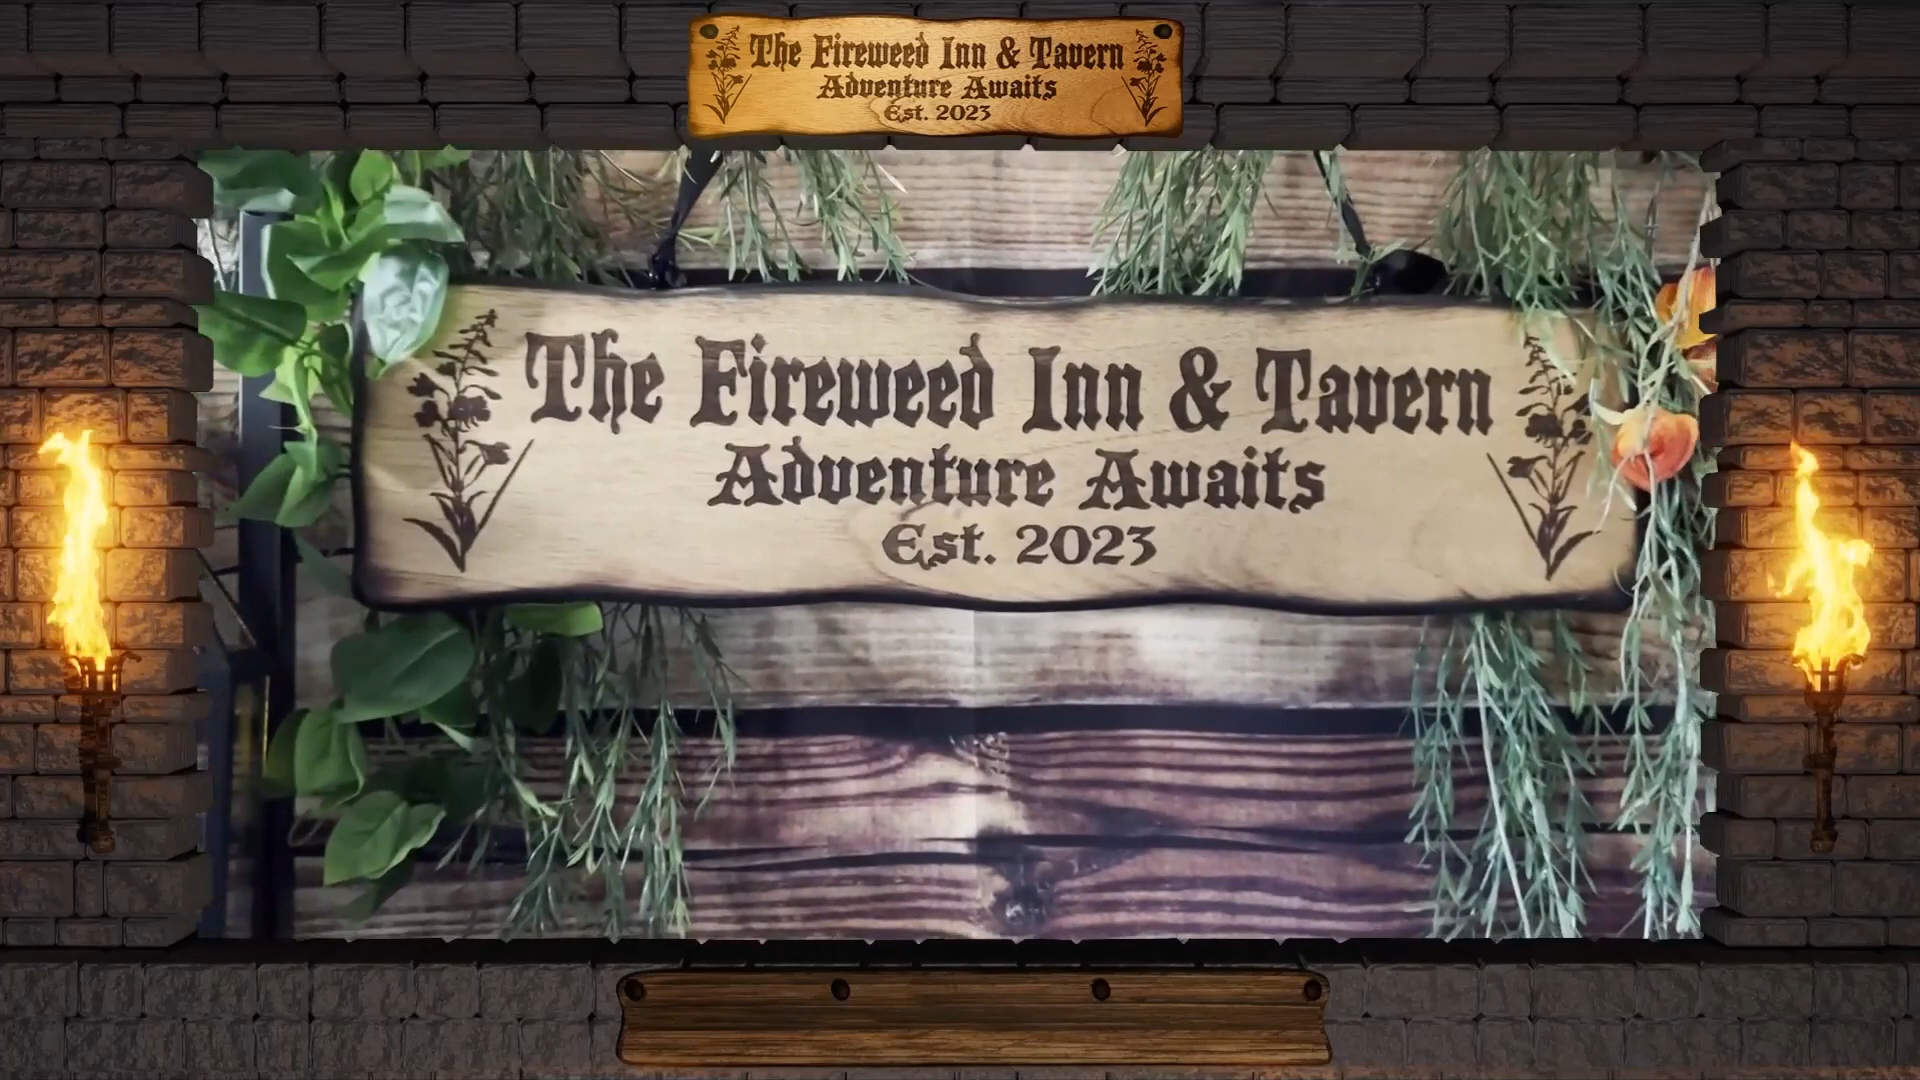 The Fireweed Inn & Tavern
Adventure Awaits
Est. 2023
The Fireweed Inn & Tavern
Adventure Awaits
Est. 2023